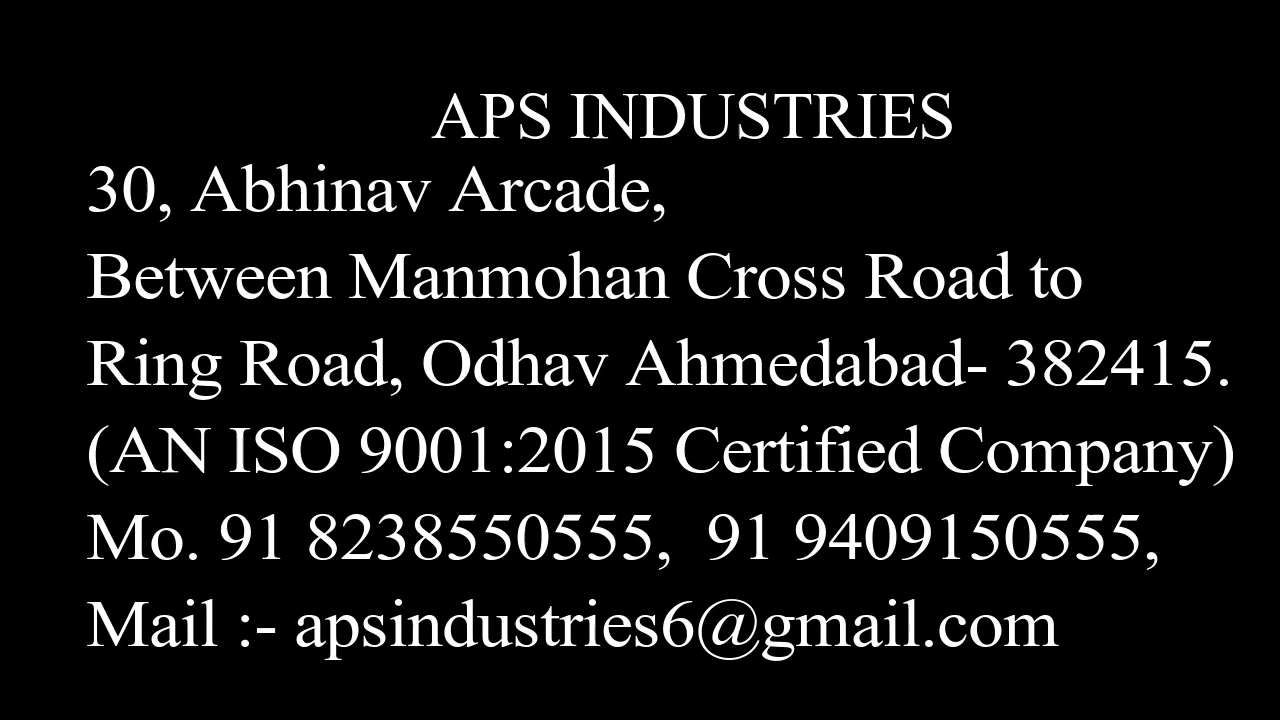 APS INDUSTRIES
30, Abhinav Arcade,
Between Manmohan Cross Road to
Ring Road, Odhav Ahmedabad- 382415.
(AN ISO 9001:2015 Certified Company)
Mo. 91 8238550555,  91 9409150555,
Mail :- apsindustries6@gmail.com